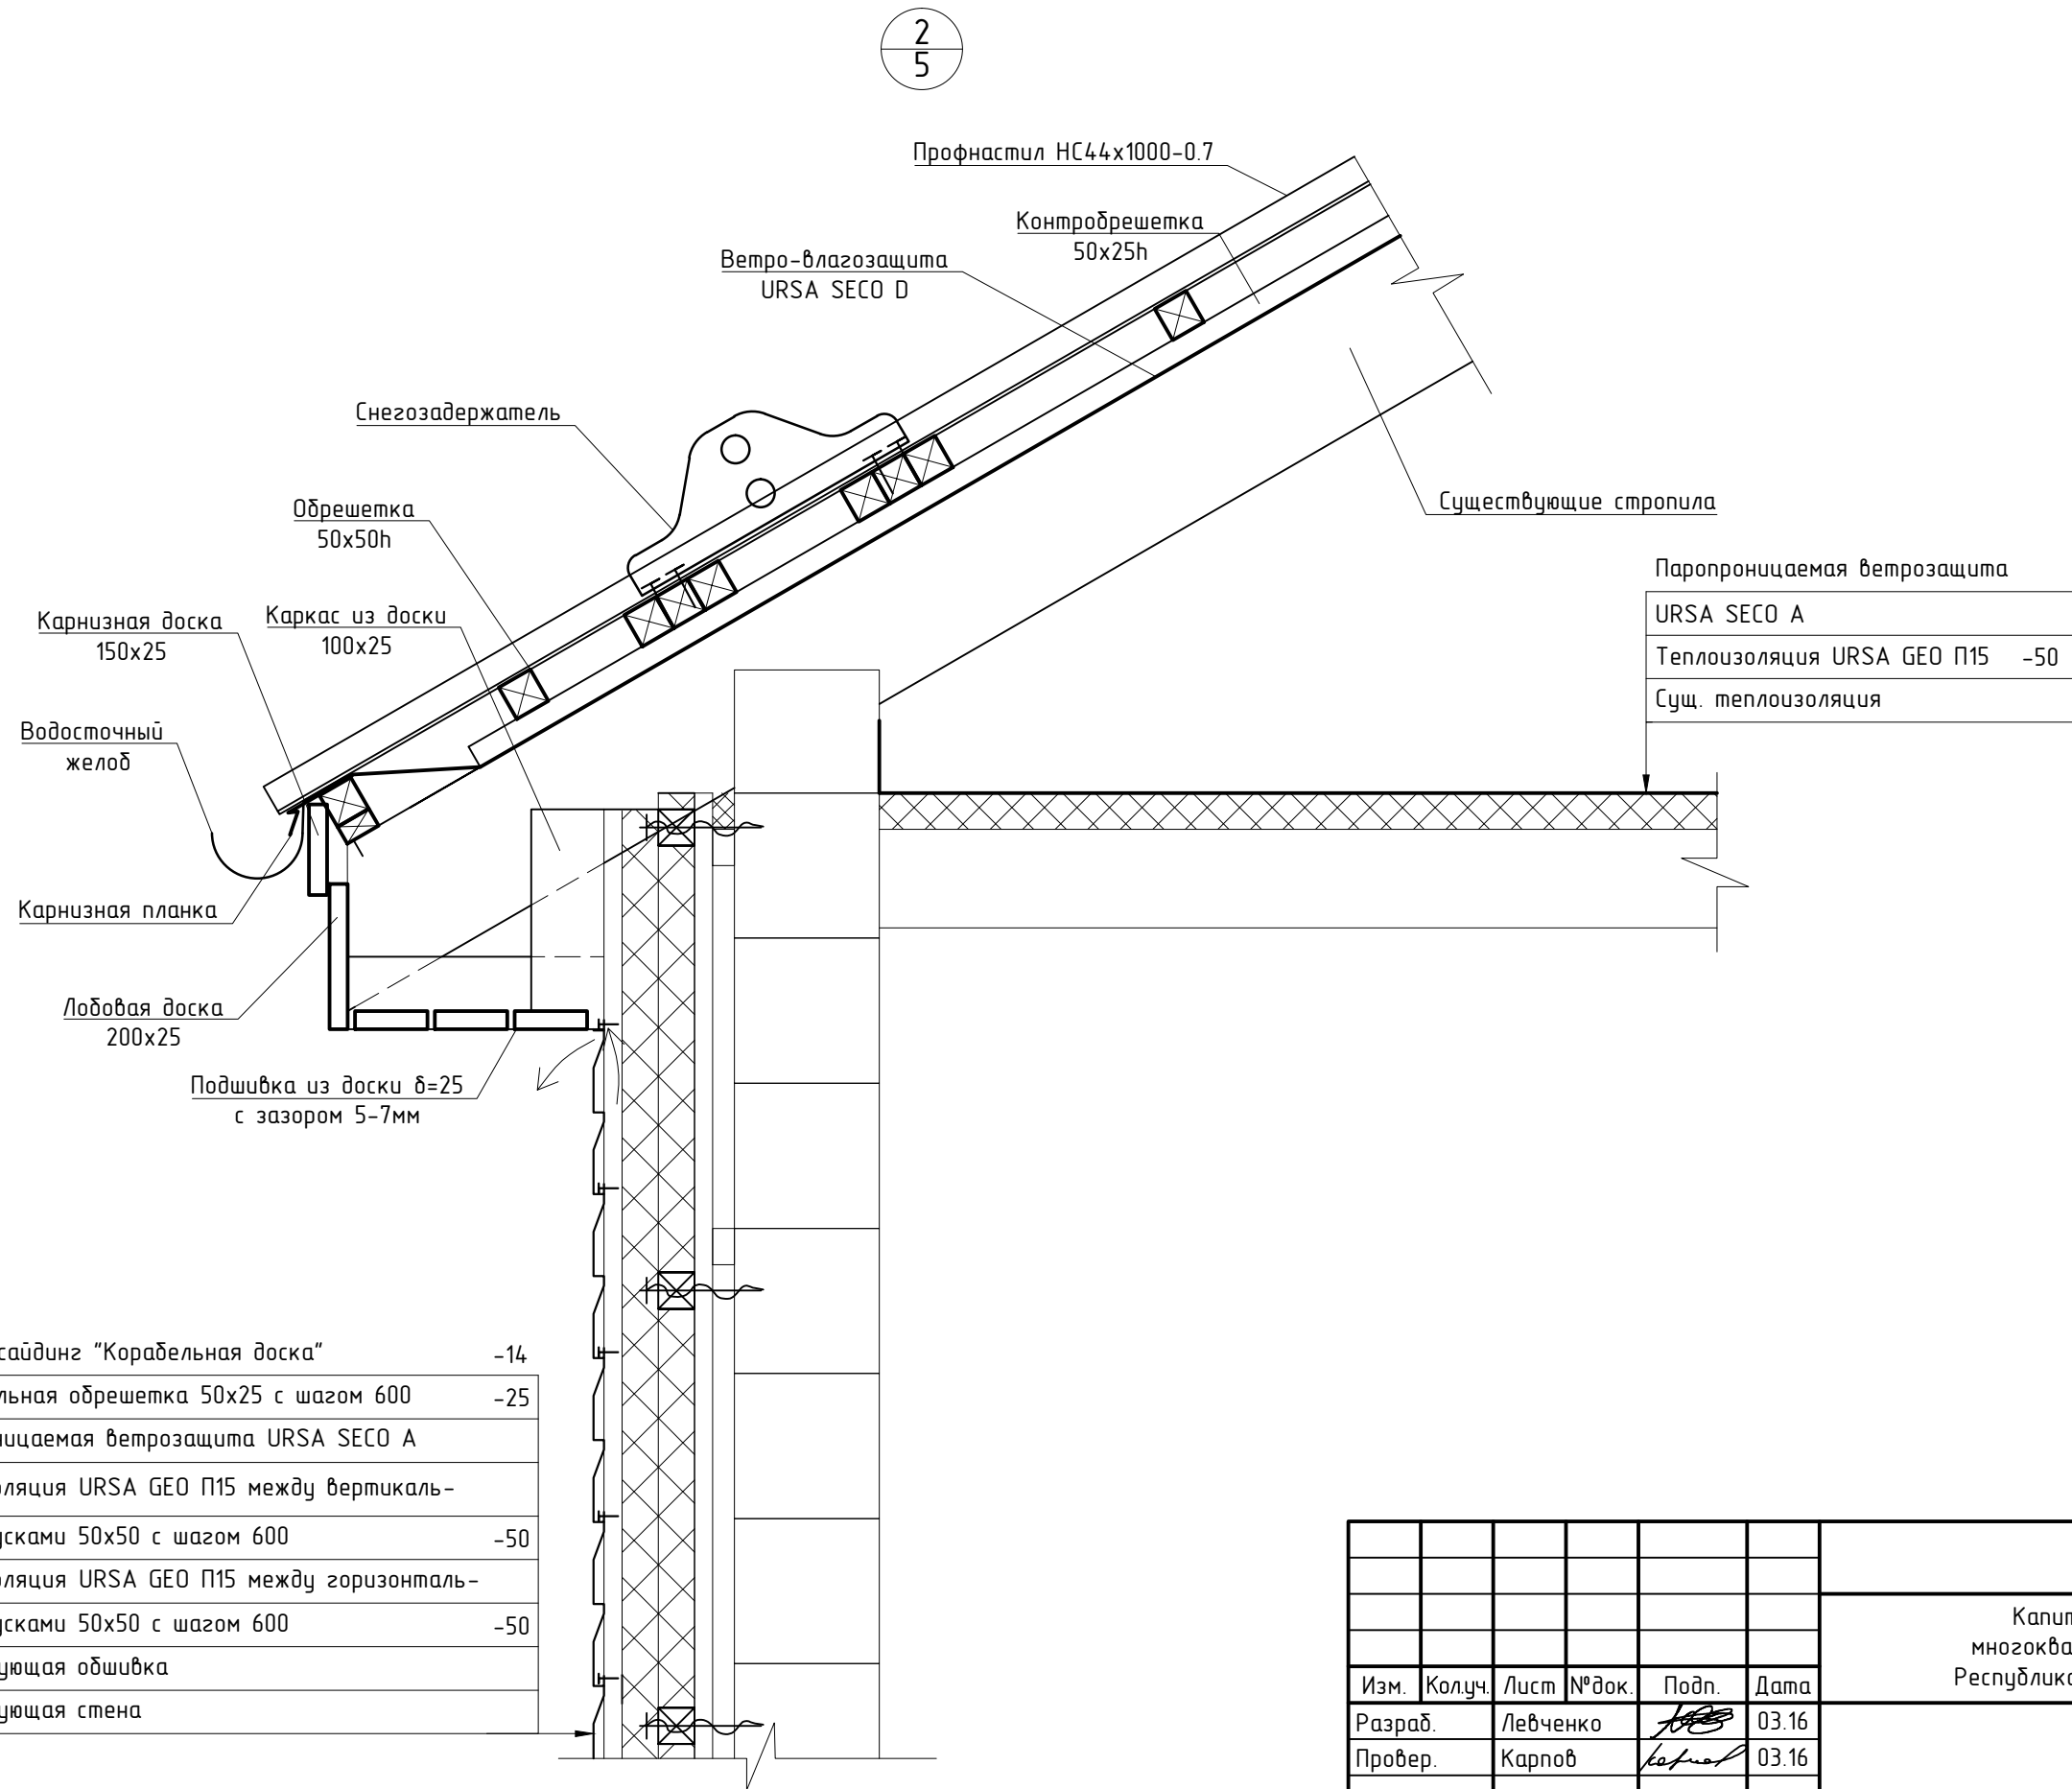 2
5
Профнастил НС44х1000-0.7
Контробрешетка
50х25h
Ветро-влагозащита
URSA SECO D
Снегозадержатель
Обрешетка
50х50h
Существующие стропила
Паропроницаемая ветрозащита
URSA SECO A
Теплоизоляция URSA GEO П15 -50
Сущ. теплоизоляция
Карнизная доска
150х25
Каркас из доски
100х25
Водосточный
желоб
Карнизная планка
Лобовая доска
200х25
Подшивка из доски δ=25
с зазором 5-7мм
сайдинг "Корабельная доска" -14
льная обрешетка 50х25 с шагом 600 -25
ницаемая ветрозащита URSA SECO A
оляция URSA GEO П15 между вертикаль-
усками 50х50 с шагом 600 -50
оляция URSA GEO П15 между горизонталь-
усками 50х50 с шагом 600 -50
ующая обшивка
ующая стена
Капит
многоква
Республика
Изм. Кол.уч. Лист №док. Подп. Дата
Разраб. Левченко 03.16
Провер. Карпов 03.16